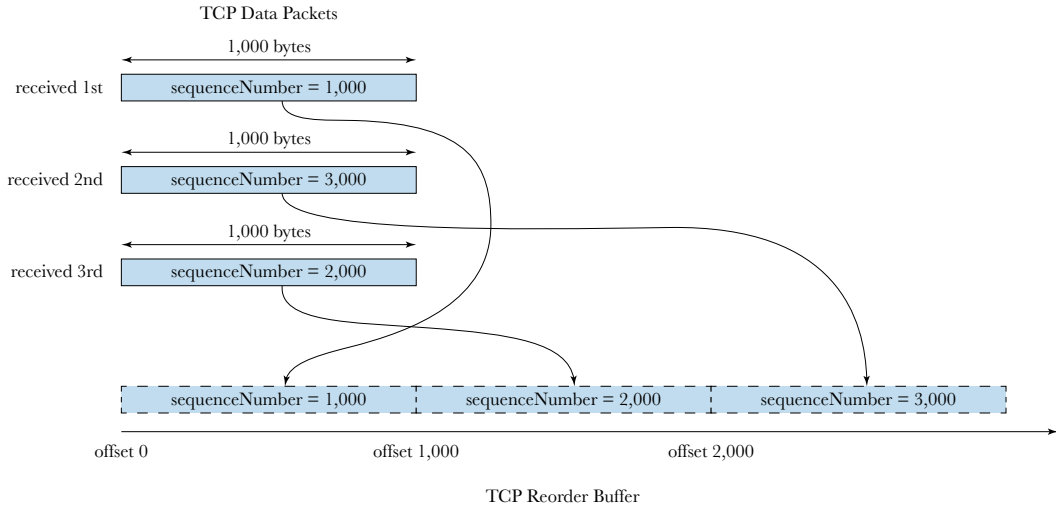 TCP Data Packets
1,000 bytes
received 1st
sequenceNumber = 1,000
1,000 bytes
received 2nd
sequenceNumber = 3,000
1,000 bytes
received 3rd
sequenceNumber = 2,000
sequenceNumber = 1,000
sequenceNumber = 2,000
sequenceNumber = 3,000
offset 0
offset 1,000
offset 2,000
TCP Reorder Buffer